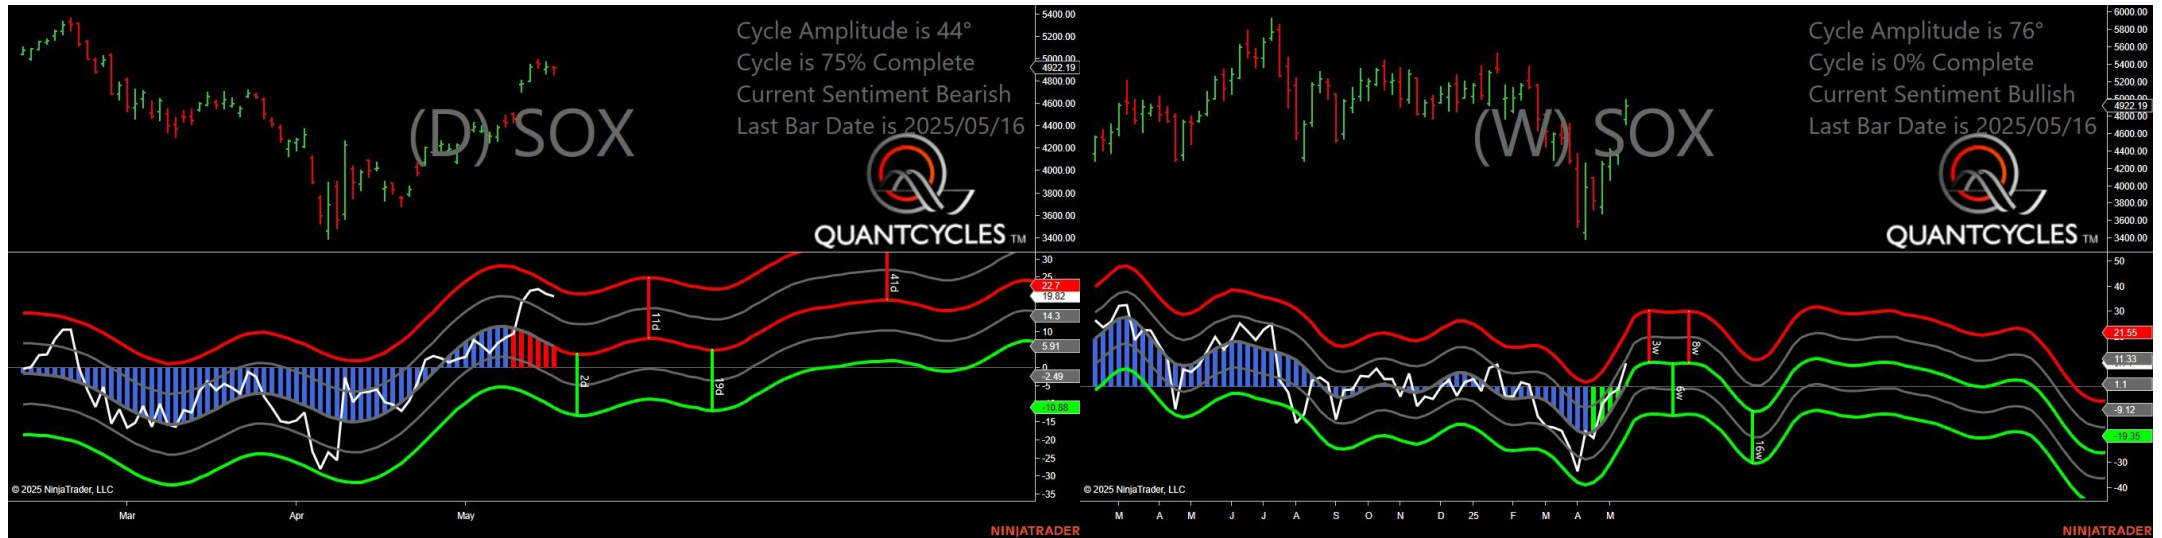 Cycle Amplitude is 44°
Cycle is 75% Complete
Current Sentiment Bearish
Last Bar Date is 2025/05/16
(D) SOX
QUANTCYCLES TM
5400.00
5200.00
5000.00
4922.19
4800.00
4600.00
4400.00
4200.00
4000.00
3800.00
3600.00
3400.00
30
25
22.7
19.82
14.3
10
5.91
0
-2.49
-5
-10.88
-15
-20
-25
-30
-35
2d
11d
19d
41d
© 2025 NinjaTrader, LLC
Mar
Apr
May
NINJATRADER
Cycle Amplitude is 76°
Cycle is 0% Complete
Current Sentiment Bullish
Last Bar Date is 2025/05/16
(W) SOX
QUANTCYCLES TM
6000.00
5800.00
5600.00
5400.00
5200.00
5000.00
4922.19
4800.00
4600.00
4400.00
4200.00
4000.00
3800.00
3600.00
3400.00
50
40
30
21.55
11.33
1.1
-9.12
-19.35
-30
-40
3w
8w
6w
16w
© 2025 NinjaTrader, LLC
M A M J J A S O N D 25 F M A M
NINJATRADER